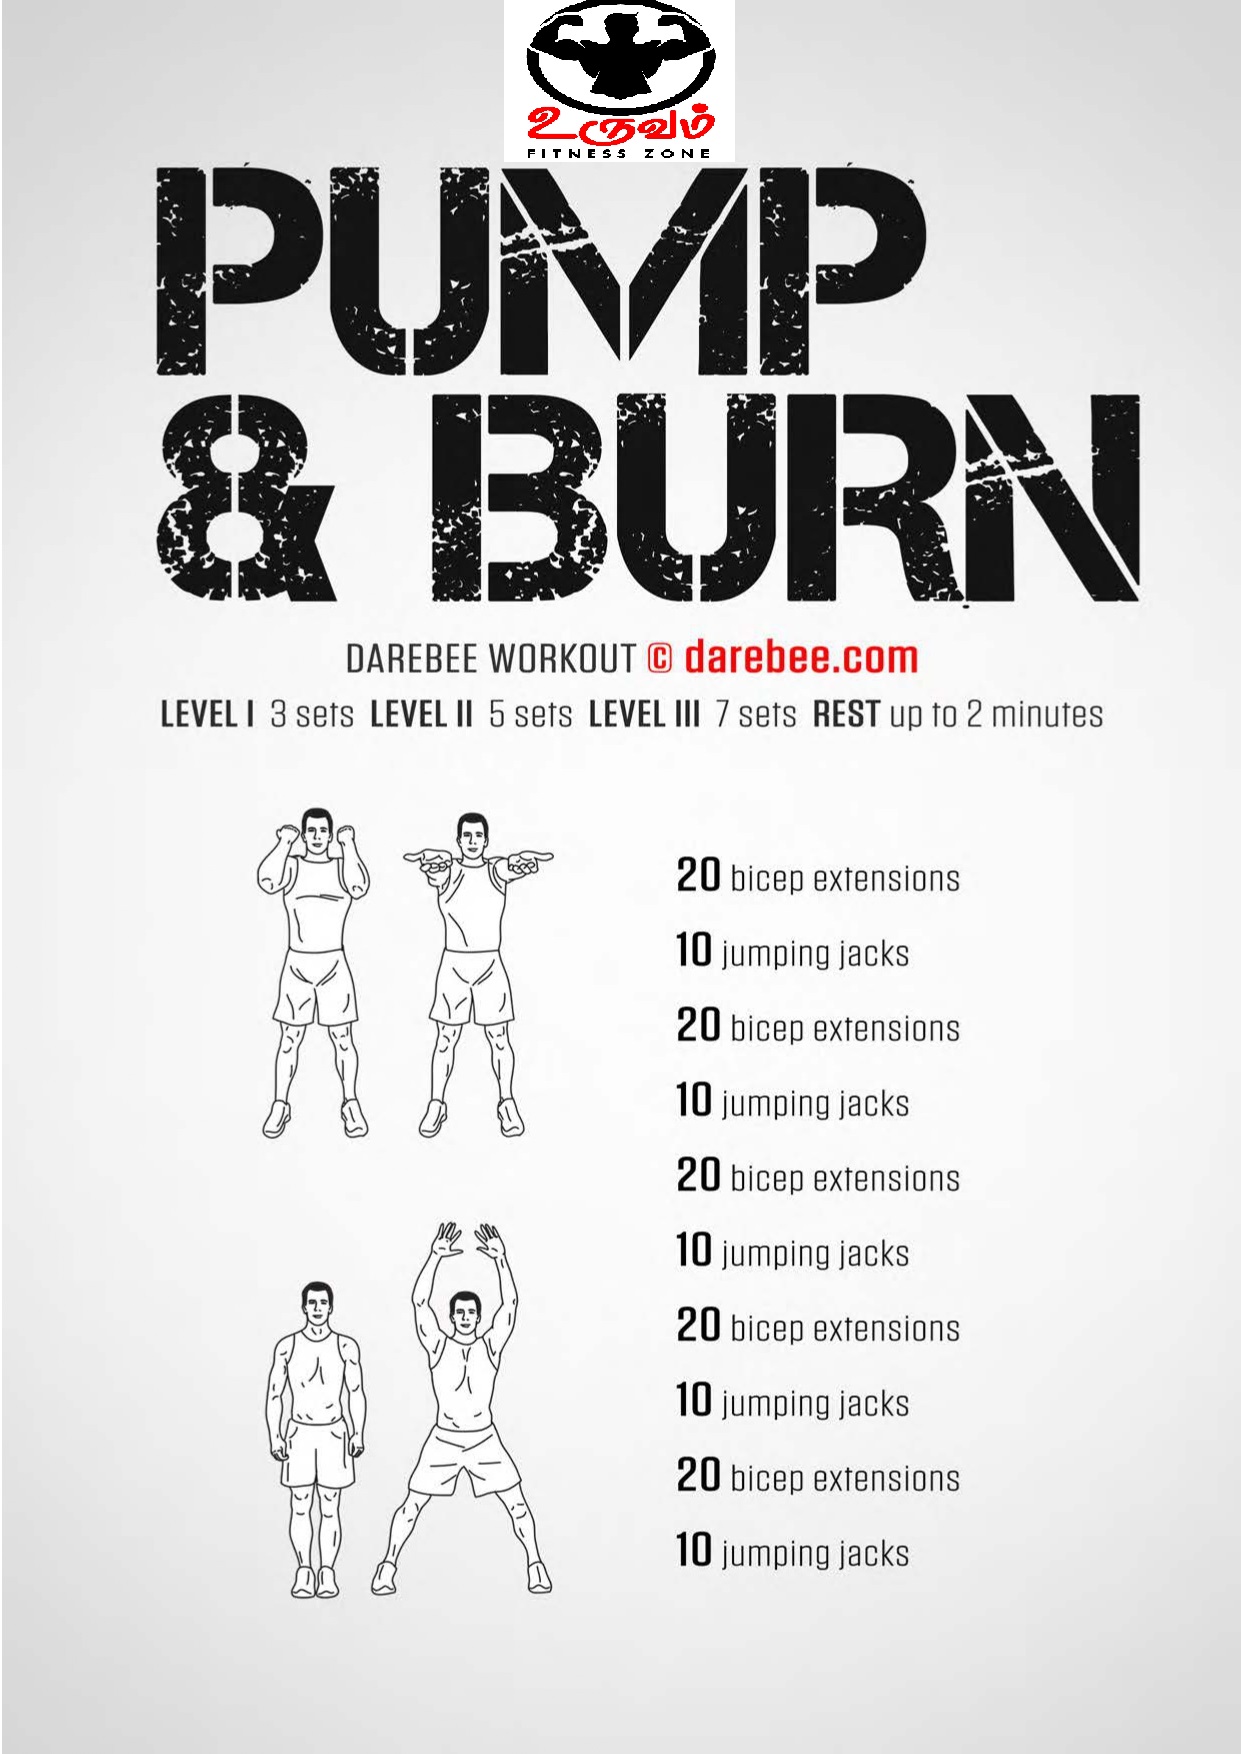 உருவம்
FITNESS ZONE
PUMP
& BURN
DAREBEE WORKOUT © darebee.com
LEVEL I 3 sets LEVEL II 5 sets LEVEL III 7 sets REST up to 2 minutes
20 bicep extensions
10 jumping jacks
20 bicep extensions
10 jumping jacks
20 bicep extensions
10 jumping jacks
20 bicep extensions
10 jumping jacks
20 bicep extensions
10 jumping jacks